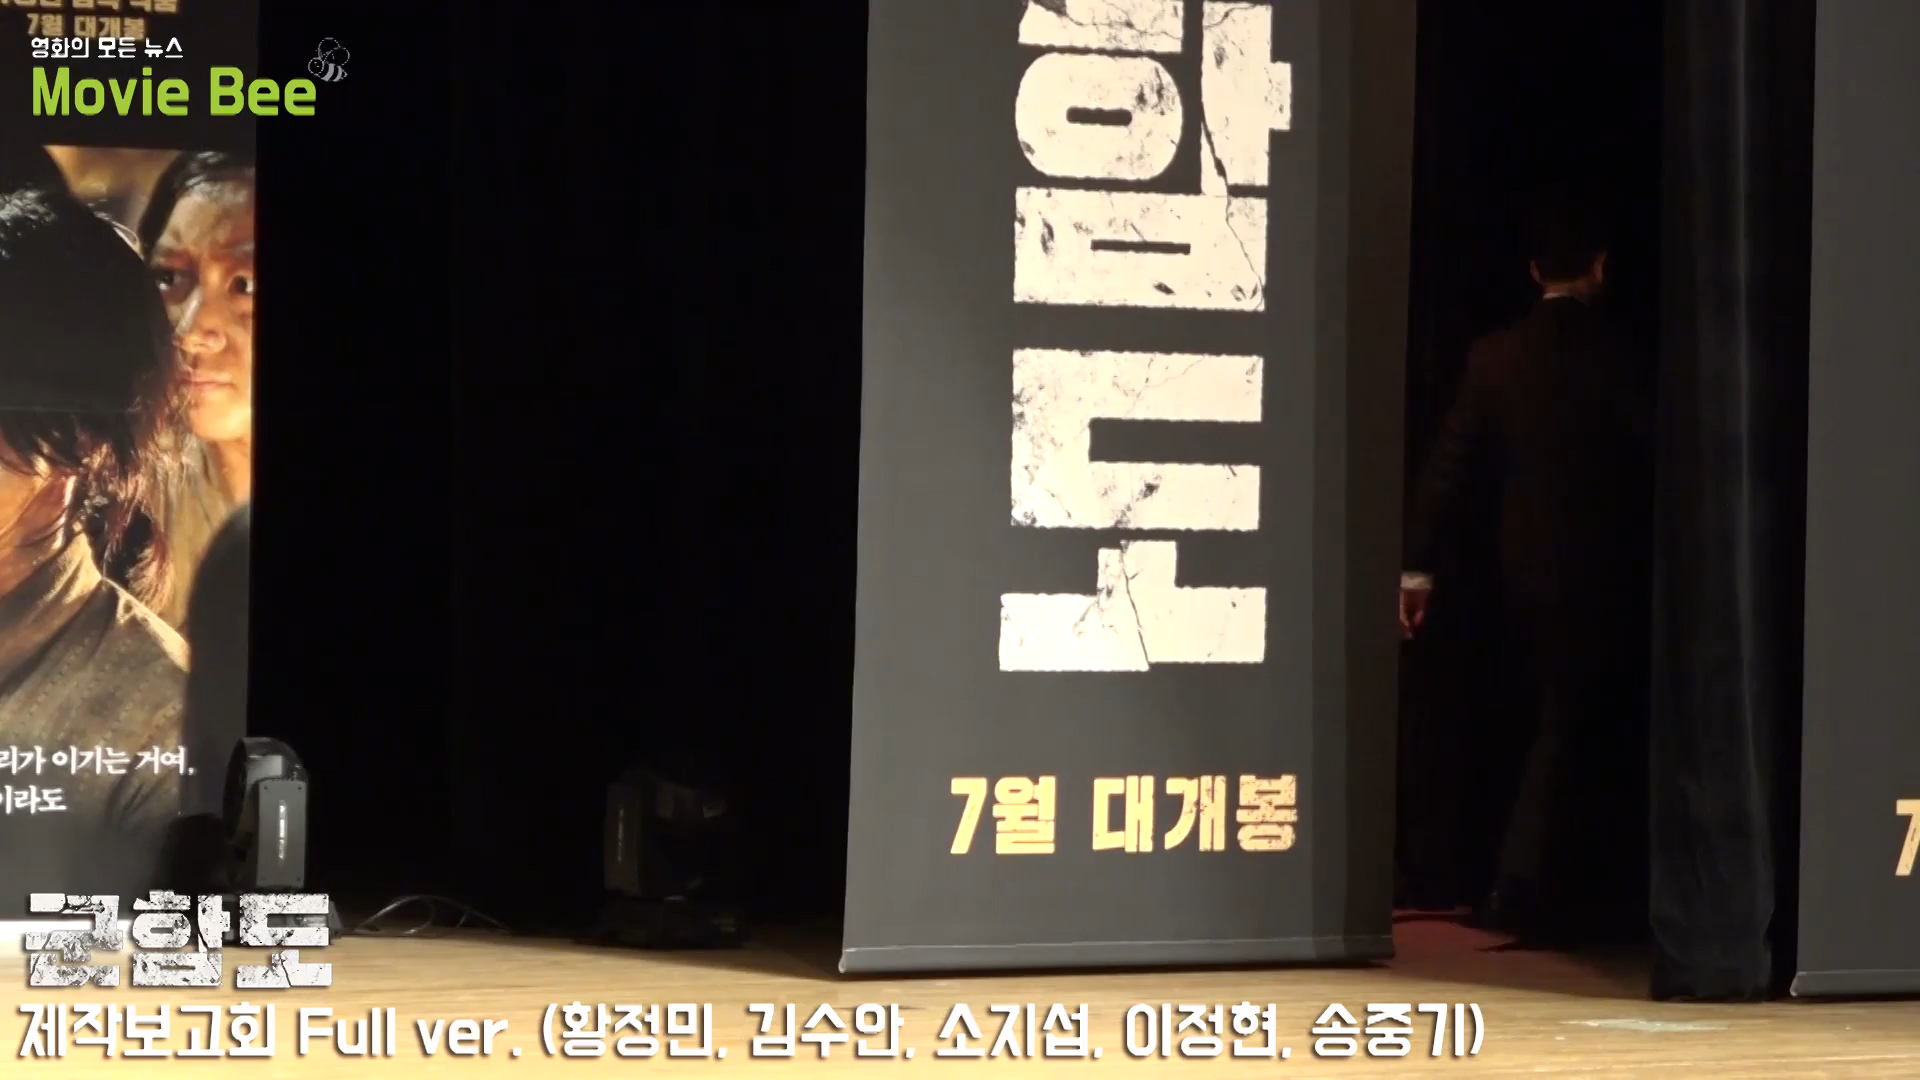 7월 대개봉
영화의 모든 뉴스
Movie Bee
함도
7월 대개봉
리가 이기는 거여,
이라도
군함도
제작보고회 Full ver. (황정민, 김수안, 소지섭, 이정현, 송중기)